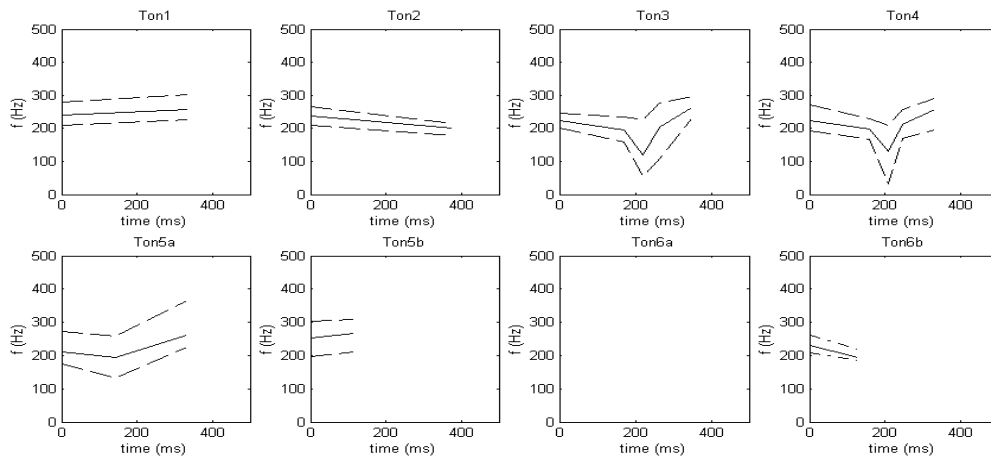 Ton1 Ton2 Ton3 Ton4
500 500 500 500
400 400 400 400
300 300 300 300
200 200 200 200
100 100 100 100
0 0 0 0
f (Hz) f (Hz) f (Hz) f (Hz)
0 200 400 0 200 400 0 200 400 0 200 400
time (ms) time (ms) time (ms) time (ms)
Ton5a Ton5b Ton6a Ton6b
500 500 500 500
400 400 400 400
300 300 300 300
200 200 200 200
100 100 100 100
0 0 0 0
f (Hz) f (Hz) f (Hz) f (Hz)
0 200 400 0 200 400 0 200 400 0 200 400
time (ms) time (ms) time (ms) time (ms)